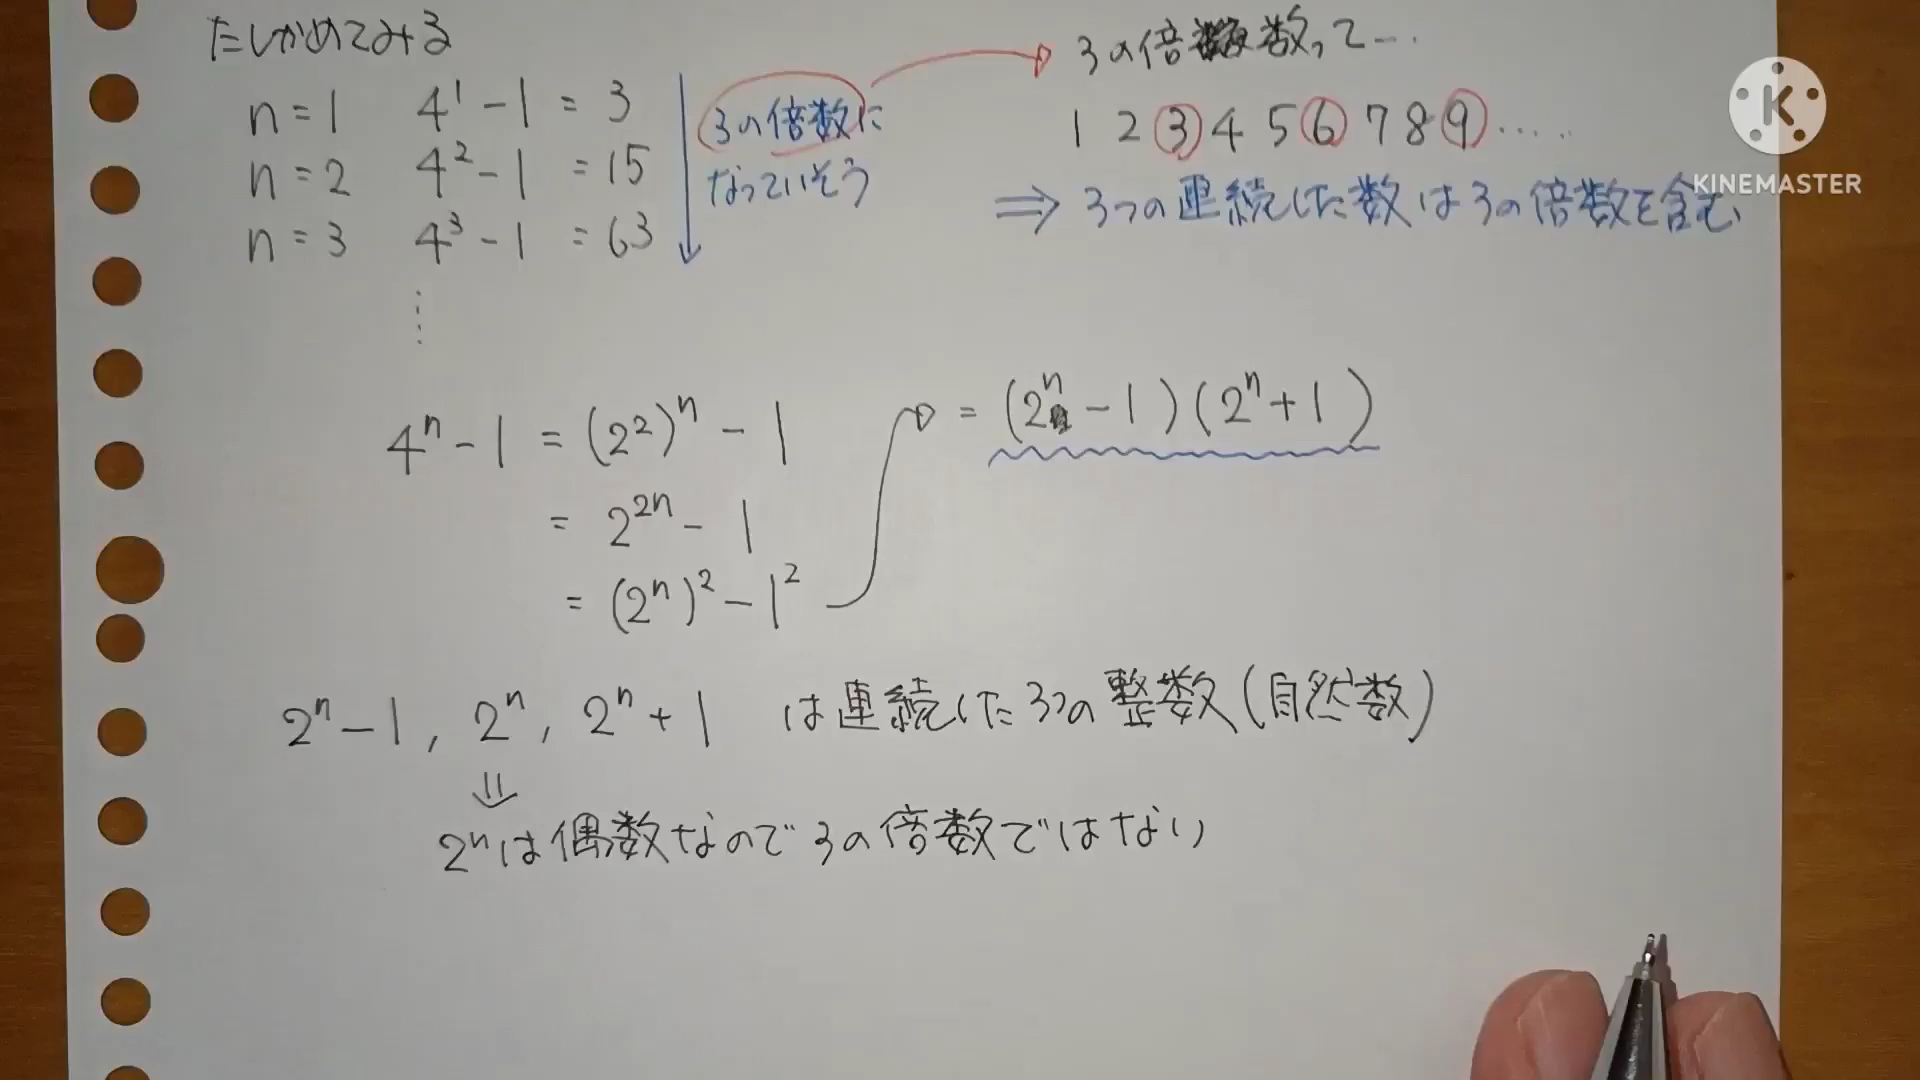 たしかめてみる
n=1 4¹-1 = 3
n=2 4²-1 = 15
n=3 4³-1 = 63
⋮
3の倍数に
なっていそう
3の倍数って…
1 2 3 4 5 6 7 8 9 ……
⇒ 3つの連続した数は3の倍数を含む
KINEMASTER
4ⁿ-1 = (2²)ⁿ-1
= 2²ⁿ-1
= (2ⁿ)²-1²
= (2ⁿ-1)(2ⁿ+1)
2ⁿ-1, 2ⁿ, 2ⁿ+1 は連続した3つの整数(自然数)
⇓
2ⁿは偶数なので3の倍数ではない